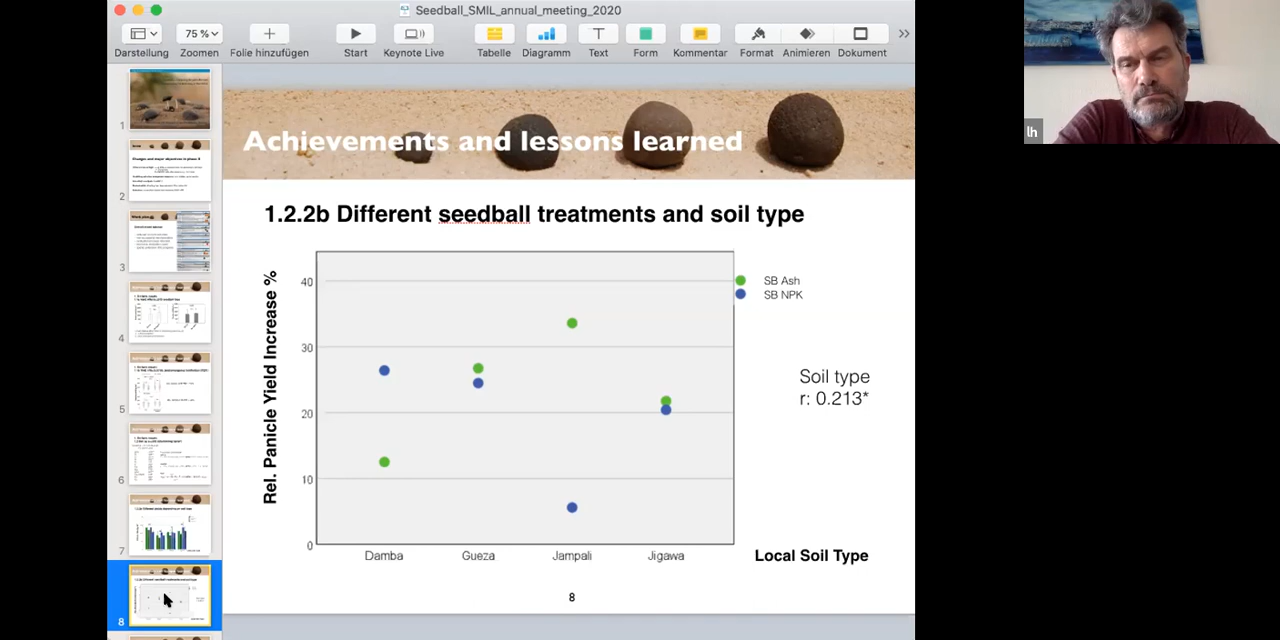 Seedball_SMIL_annual_meeting_2020
75 %
Darstellung Zoomen Folie hinzufügen Start Keynote Live Tabelle Diagramm Text Form Kommentar Format Animieren Dokument
Achievements and lessons learned
1.2.2b Different seedball treatments and soil type
Rel. Panicle Yield Increase %
40
30
20
10
0
SB Ash
SB NPK
Soil type
r: 0.213*
Damba Gueza Jampali Jigawa
Local Soil Type
8
1
2
3
4
5
6
7
8
lh